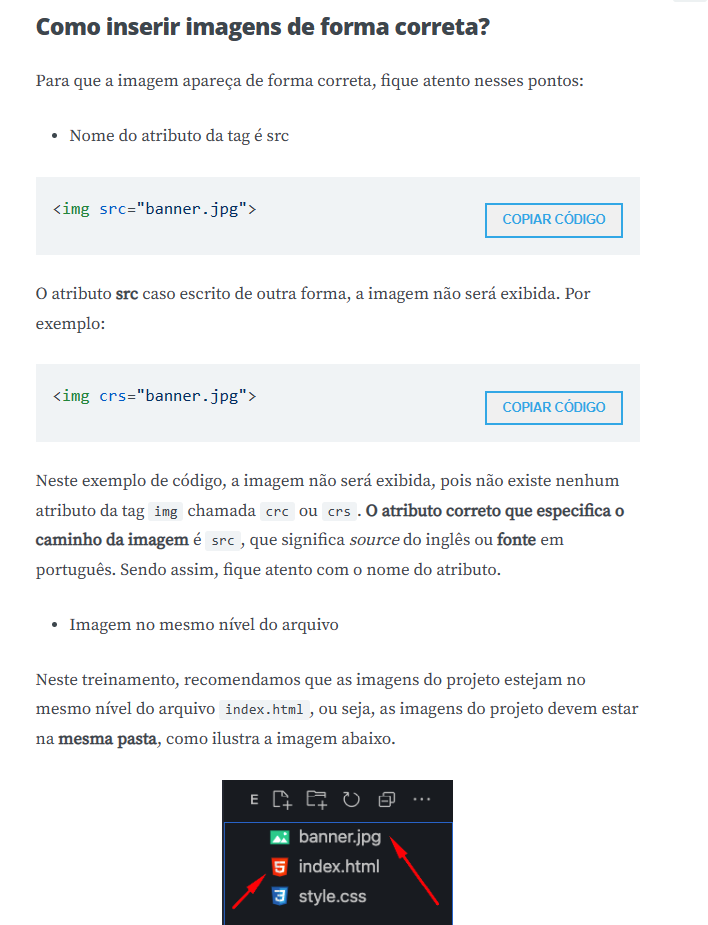 Como inserir imagens de forma correta?
Para que a imagem apareça de forma correta, fique atento nesses pontos:
• Nome do atributo da tag é src
<img src="banner.jpg">
COPIAR CÓDIGO
O atributo src caso escrito de outra forma, a imagem não será exibida. Por
exemplo:
<img crs="banner.jpg">
COPIAR CÓDIGO
Neste exemplo de código, a imagem não será exibida, pois não existe nenhum
atributo da tag img chamada crc ou crs. O atributo correto que especifica o
caminho da imagem é src, que significa source do inglês ou fonte em
português. Sendo assim, fique atento com o nome do atributo.
• Imagem no mesmo nível do arquivo
Neste treinamento, recomendamos que as imagens do projeto estejam no
mesmo nível do arquivo index.html, ou seja, as imagens do projeto devem estar
na mesma pasta, como ilustra a imagem abaixo.
E
banner.jpg
index.html
style.css